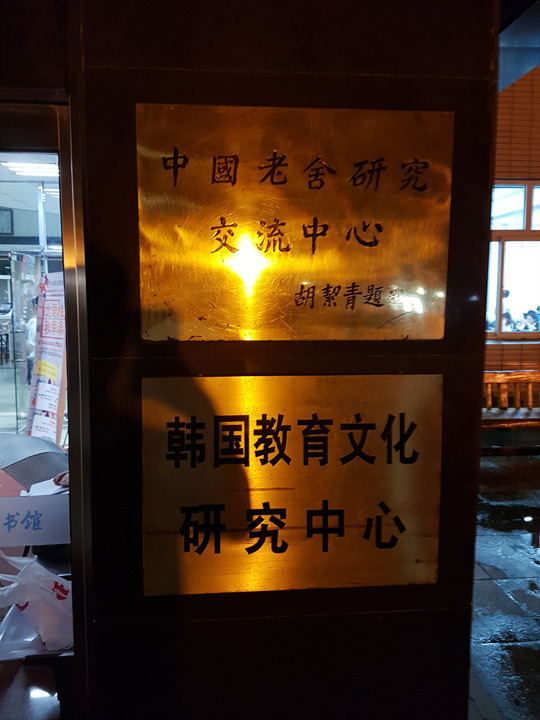 中國老舍研究
交流中心
胡絜青題
韩国教育文化
研究中心
书馆